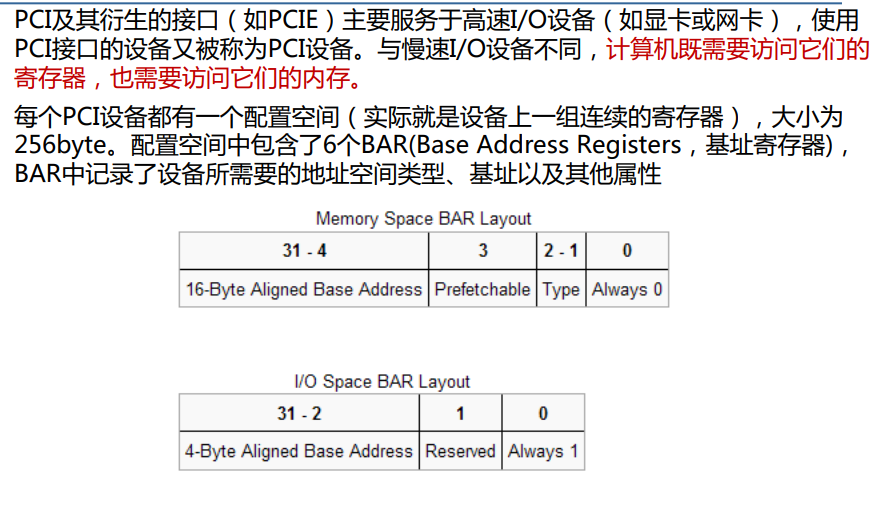 PCI及其衍生的接口（如PCIE）主要服务于高速I/O设备（如显卡或网卡），使用
PCI接口的设备又被称为PCI设备。与慢速I/O设备不同，计算机既需要访问它们的
寄存器，也需要访问它们的内存。
每个PCI设备都有一个配置空间（实际就是设备上一组连续的寄存器），大小为
256byte。配置空间中包含了6个BAR(Base Address Registers，基址寄存器)，
BAR中记录了设备所需要的地址空间类型、基址以及其他属性
Memory Space BAR Layout
31 - 4 3 2 - 1 0
16-Byte Aligned Base Address Prefetchable Type Always 0
I/O Space BAR Layout
31 - 2 1 0
4-Byte Aligned Base Address Reserved Always 1